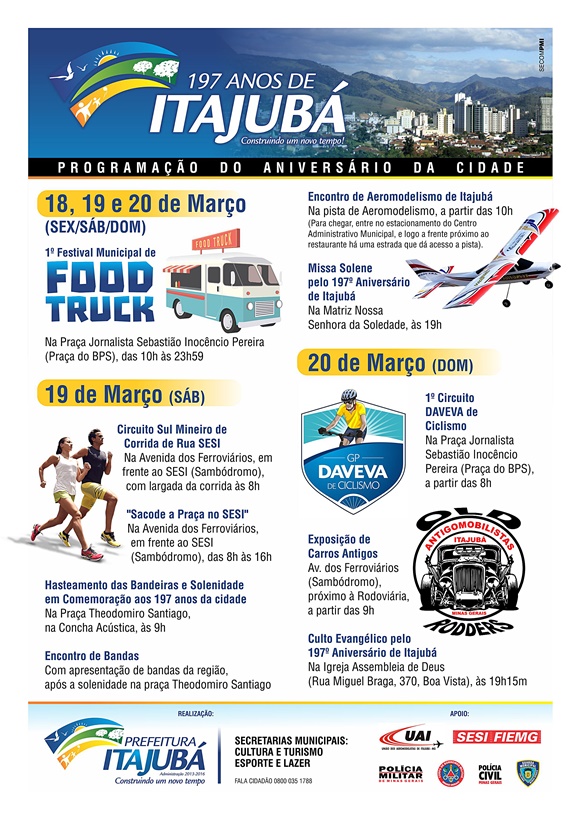 SECOMPMI
197 ANOS DE
ITAJUBÁ
Construindo um novo tempo!
PROGRAMAÇÃO DO ANIVERSÁRIO DA CIDADE
18, 19 e 20 de Março
(SEX/SÁB/DOM)
1º Festival Municipal de
FOOD
TRUCK
FOOD TRUCK
Na Praça Jornalista Sebastião Inocêncio Pereira
(Praça do BPS), das 10h às 23h59
19 de Março (SÁB)
Circuito Sul Mineiro de
Corrida de Rua SESI
Na Avenida dos Ferroviários, em
frente ao SESI (Sambódromo),
com largada da corrida às 8h
"Sacode a Praça no SESI"
Na Avenida dos Ferroviários,
em frente ao SESI
(Sambódromo), das 8h às 16h
Hasteamento das Bandeiras e Solenidade
em Comemoração aos 197 anos da cidade
Na Praça Theodomiro Santiago,
na Concha Acústica, às 9h
Encontro de Bandas
Com apresentação de bandas da região,
após a solenidade na praça Theodomiro Santiago
Encontro de Aeromodelismo de Itajubá
Na pista de Aeromodelismo, a partir das 10h
(Para chegar, entre no estacionamento do Centro
Administrativo Municipal, e logo a frente próximo ao
restaurante há uma estrada que dá acesso a pista).
Missa Solene
pelo 197º Aniversário
de Itajubá
Na Matriz Nossa
Senhora da Soledade, às 19h
20 de Março (DOM)
GP
DAVEVA
DE CICLISMO
1º Circuito
DAVEVA de
Ciclismo
Na Praça Jornalista
Sebastião Inocêncio
Pereira (Praça do BPS),
a partir das 8h
Exposição de
Carros Antigos
Av. dos Ferroviários
(Sambódromo),
próximo à Rodoviária,
a partir das 9h
OLD
ANTIGOMOBILISTAS
ITAJUBÁ
MINAS GERAIS
RODDERS
Culto Evangélico pelo
197º Aniversário de Itajubá
Na Igreja Assembleia de Deus
(Rua Miguel Braga, 370, Boa Vista), às 19h15m
REALIZAÇÃO:
PREFEITURA
ITAJUBÁ
Administração 2013-2016
Construindo um novo tempo
SECRETARIAS MUNICIPAIS:
CULTURA E TURISMO
ESPORTE E LAZER
FALA CIDADÃO 0800 035 1788
APOIO:
UAI
SESI FIEMG
POLÍCIA
MILITAR
DE MINAS GERAIS
POLÍCIA
CIVIL
MINAS GERAIS